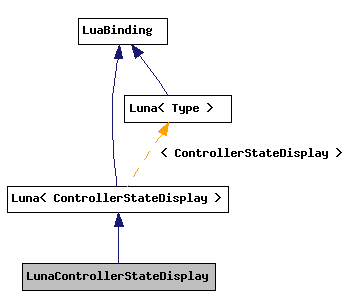 LuaBinding
Luna< Type >
< ControllerStateDisplay >
Luna< ControllerStateDisplay >
LunaControllerStateDisplay